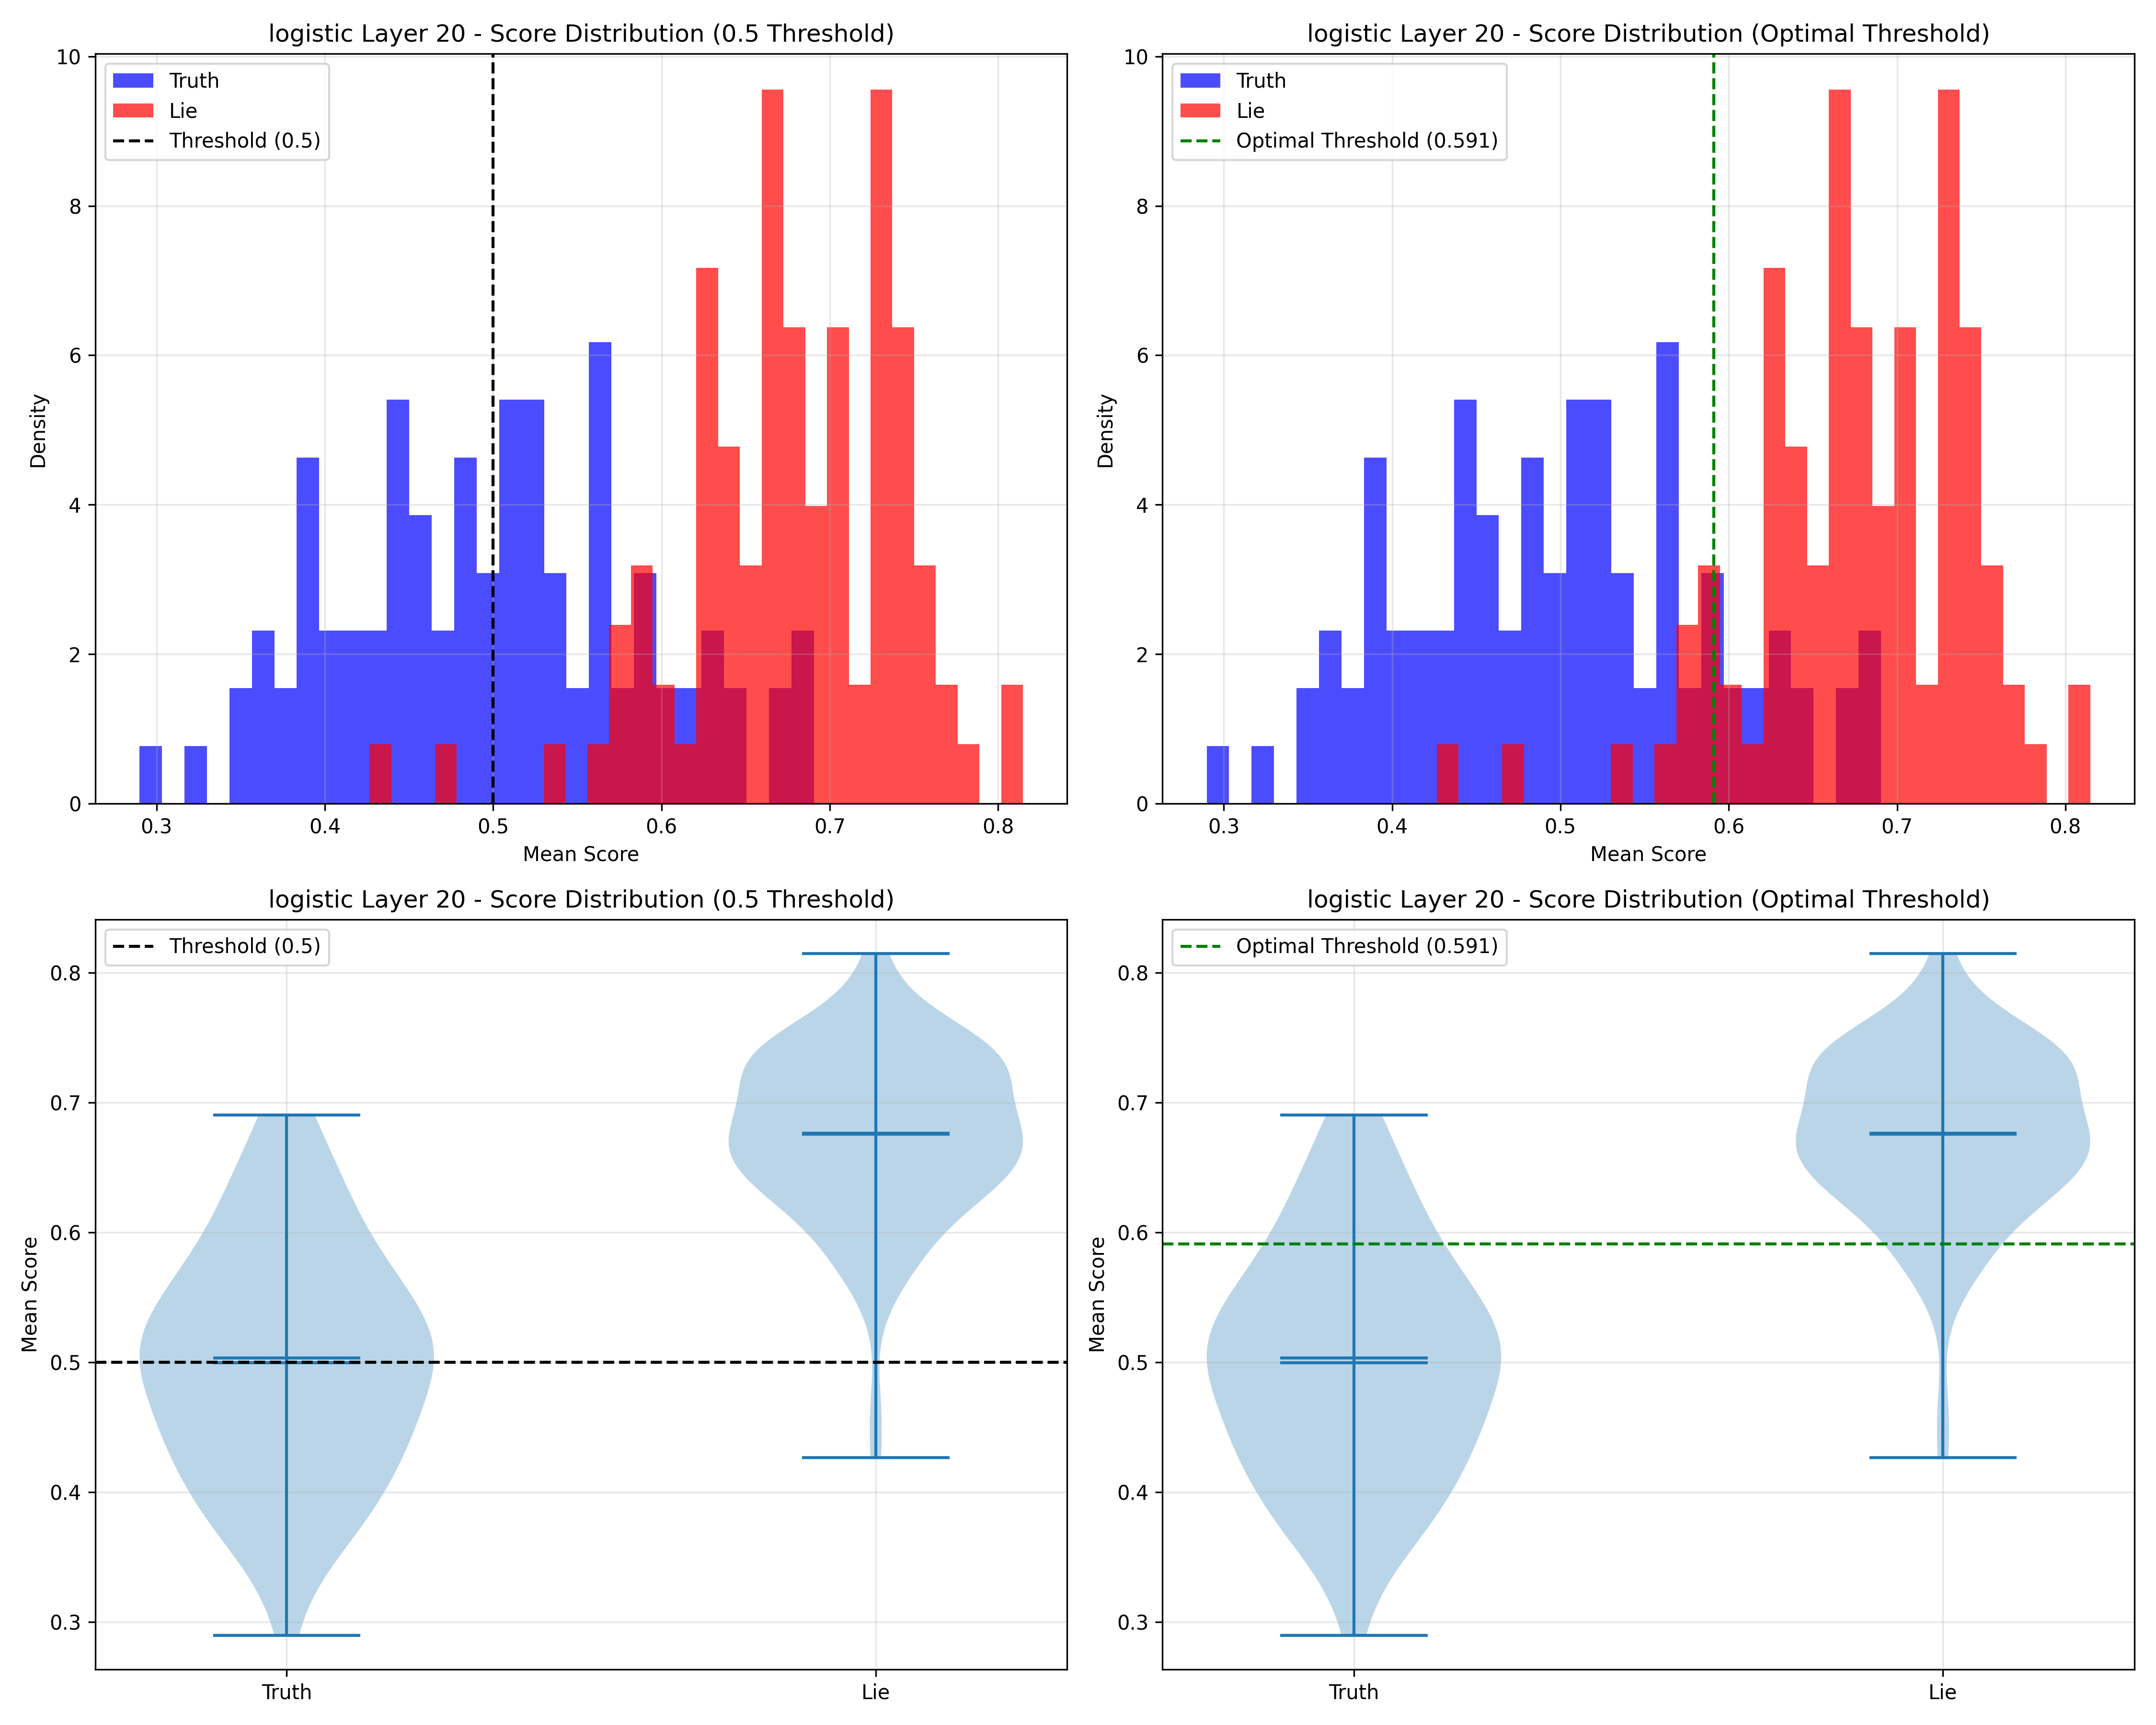 logistic Layer 20 - Score Distribution (0.5 Threshold)
Truth
Lie
Threshold (0.5)
Density
10
8
6
4
2
0
0.3 0.4 0.5 0.6 0.7 0.8
Mean Score
logistic Layer 20 - Score Distribution (Optimal Threshold)
Truth
Lie
Optimal Threshold (0.591)
Density
10
8
6
4
2
0
0.3 0.4 0.5 0.6 0.7 0.8
Mean Score
logistic Layer 20 - Score Distribution (0.5 Threshold)
Threshold (0.5)
Mean Score
0.8
0.7
0.6
0.5
0.4
0.3
Truth Lie
logistic Layer 20 - Score Distribution (Optimal Threshold)
Optimal Threshold (0.591)
Mean Score
0.8
0.7
0.6
0.5
0.4
0.3
Truth Lie